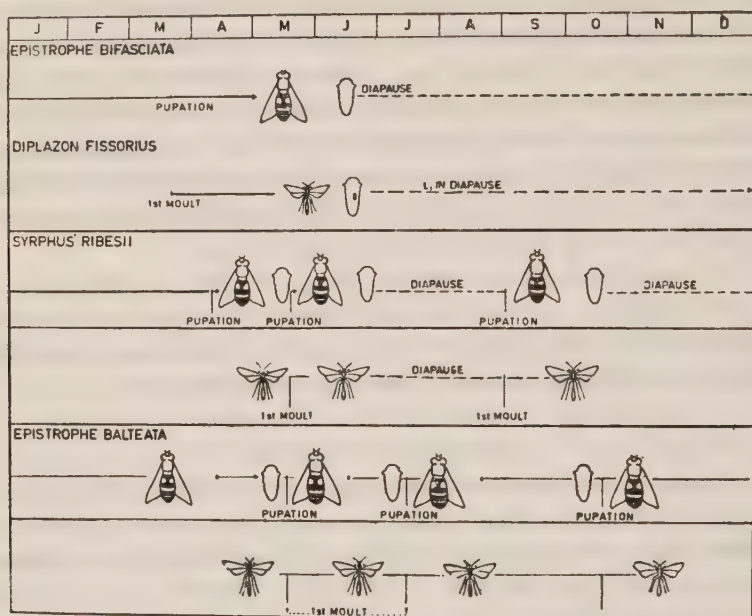 J F M A M J J A S O N D
EPISTROPHE BIFASCIATA
DIAPAUSE
PUPATION
DIPLAZON FISSORIUS
L, IN DIAPAUSE
1st MOULT
SYRPHUS RIBESII
DIAPAUSE DIAPAUSE
PUPATION PUPATION PUPATION
DIAPAUSE
1st MOULT 1st MOULT
EPISTROPHE BALTEATA
PUPATION PUPATION PUPATION
1st MOULT